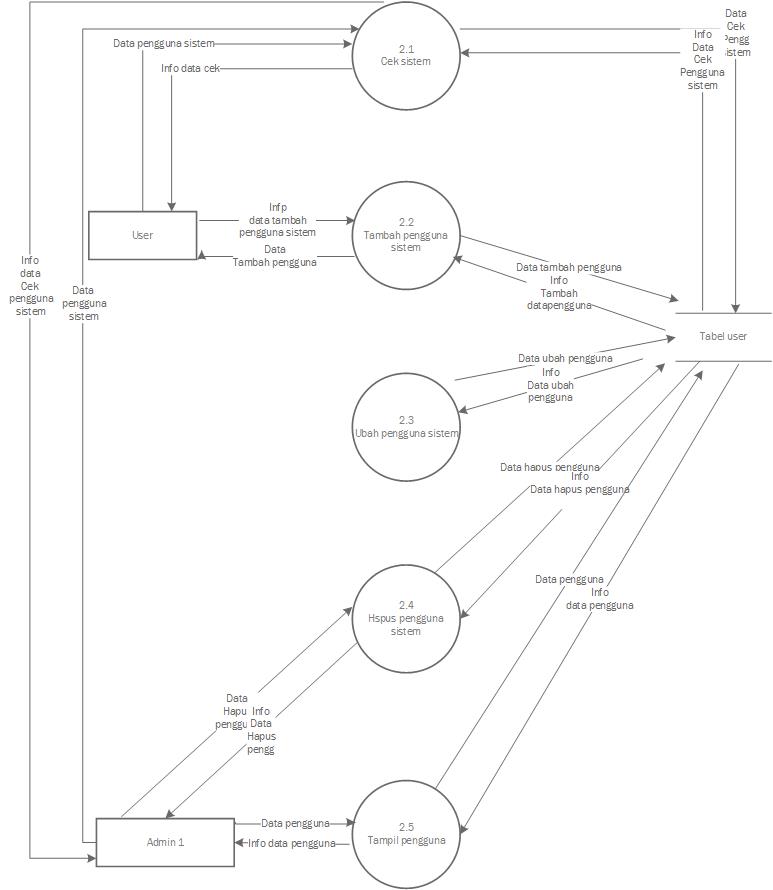 Data
Cek
Pengg
sistem
Info
Data
Cek
Pengguna
sistem
2.1
Cek sistem
Data pengguna sistem
Info data cek
2.2
Tambah pengguna
sistem
User
Infp
data tambah
pengguna sistem
Data
Tambah pengguna
Info
data
Cek
pengguna
sistem
Data
pengguna
sistem
Data tambah pengguna
Info
Tambah
datapengguna
Tabel user
Data ubah pengguna
Info
Data ubah
pengguna
2.3
Ubah pengguna sistem
Data hapus pengguna
Info
Data hapus pengguna
Data pengguna
Info
data pengguna
2.4
Hspus pengguna
sistem
Data
Hapu
penggu
Info
Data
Hapus
pengg
2.5
Tampil pengguna
Admin 1
Data pengguna
Info data pengguna